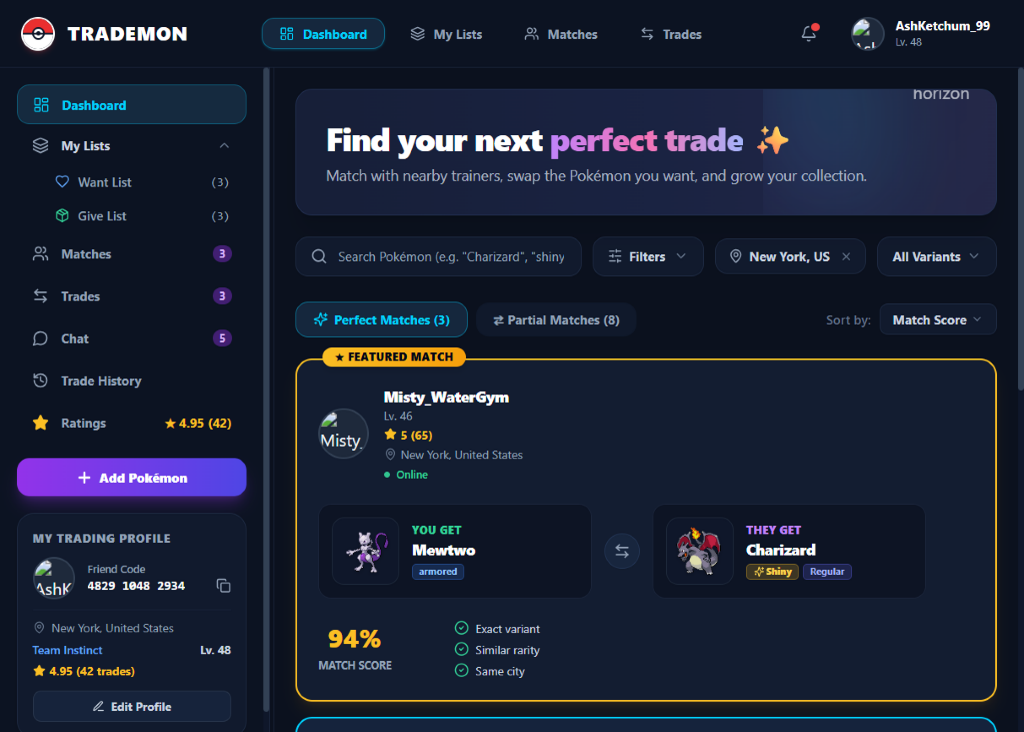 TRADEMON
Dashboard
My Lists
Matches
Trades
AshKetchum_99
Lv. 48
Dashboard
My Lists
Want List (3)
Give List (3)
Matches 3
Trades 3
Chat 5
Trade History
Ratings ★ 4.95 (42)
+ Add Pokémon
MY TRADING PROFILE
AshK
Friend Code
4829 1048 2934
New York, United States
Team Instinct Lv. 48
4.95 (42 trades)
Edit Profile
horizon
Find your next perfect trade ✨
Match with nearby trainers, swap the Pokémon you want, and grow your collection.
Search Pokémon (e.g. "Charizard", "shiny
Filters
New York, US ×
All Variants
Perfect Matches (3)
⇄ Partial Matches (8)
Sort by: Match Score
★ FEATURED MATCH
Misty_WaterGym
Lv. 46
Misty_
5 (65)
New York, United States
Online
YOU GET
Mewtwo
armored
THEY GET
Charizard
Shiny Regular
94%
MATCH SCORE
Exact variant
Similar rarity
Same city